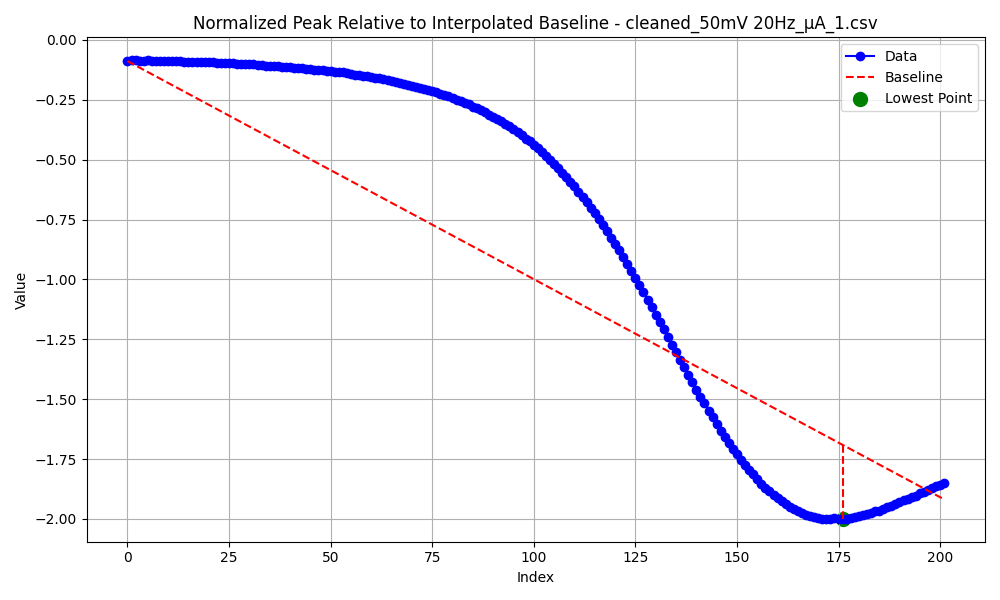 Normalized Peak Relative to Interpolated Baseline - cleaned_50mV 20Hz_μA_1.csv
Data
Baseline
Lowest Point
Value
0.00
−0.25
−0.50
−0.75
−1.00
−1.25
−1.50
−1.75
−2.00
0 25 50 75 100 125 150 175 200
Index